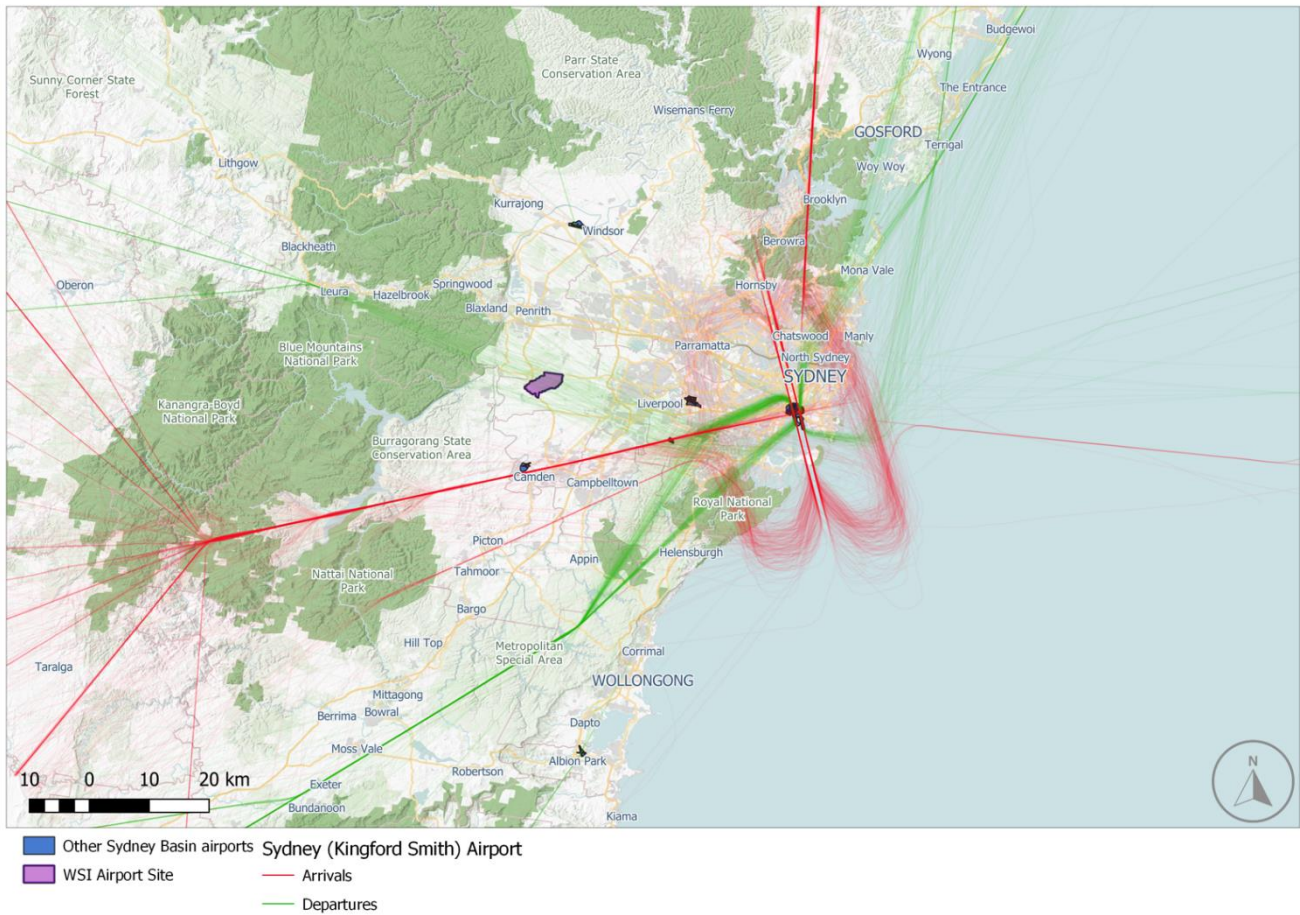 Budgewoi
Wyong
Parr State
Conservation Area
Sunny Corner State
Forest
The Entrance
Wisemans Ferry
GOSFORD
Terrigal
Lithgow
Woy Woy
Brooklyn
Kurrajong
Windsor
Berowra
Blackheath
Mona Vale
Oberon
Leura
Hazelbrook
Springwood
Hornsby
Blaxland
Penrith
Chatswood
Manly
Parramatta
Blue Mountains
National Park
North Sydney
SYDNEY
Liverpool
Kanangra-Boyd
National Park
Burragorang State
Conservation Area
Camden
Campbelltown
Royal National
Park
Picton
Helensburgh
Appin
Nattai National
Park
Tahmoor
Bargo
Hill Top
Metropolitan
Special Area
Corrimal
Taralga
WOLLONGONG
Mittagong
Berrima
Bowral
Dapto
Moss Vale
Albion Park
Robertson
N
10 0 10 20 km
Exeter
Bundanoon
Kiama
Other Sydney Basin airports
WSI Airport Site
Sydney (Kingford Smith) Airport
Arrivals
Departures